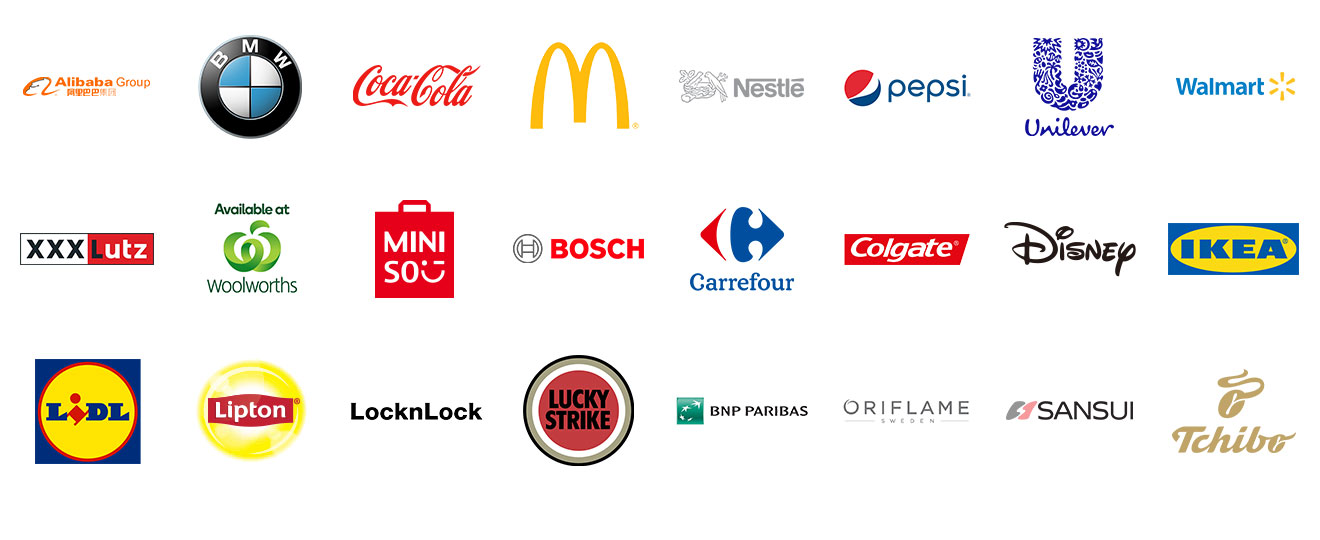 Alibaba Group
阿里巴巴集团
BMW
Coca-Cola
®
Nestlé
pepsi®
Unilever
Walmart
XXXLutz
Available at
Woolworths
MINI
SO
BOSCH
Carrefour
Colgate®
Disney
IKEA®
LiDL
Lipton®
LocknLock
LUCKY
STRIKE
BNP PARIBAS
ORIFLAME
SWEDEN
SANSUI
Tchibo